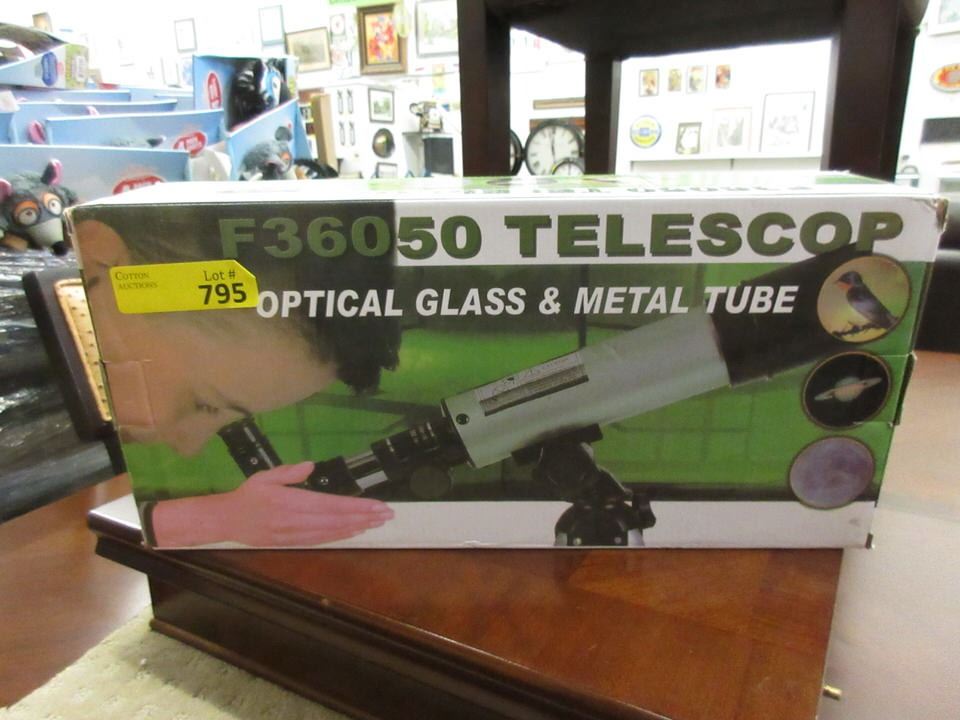 F36050 TELESCOP
COTTON
AUCTIONS
Lot #
795
OPTICAL GLASS & METAL TUBE